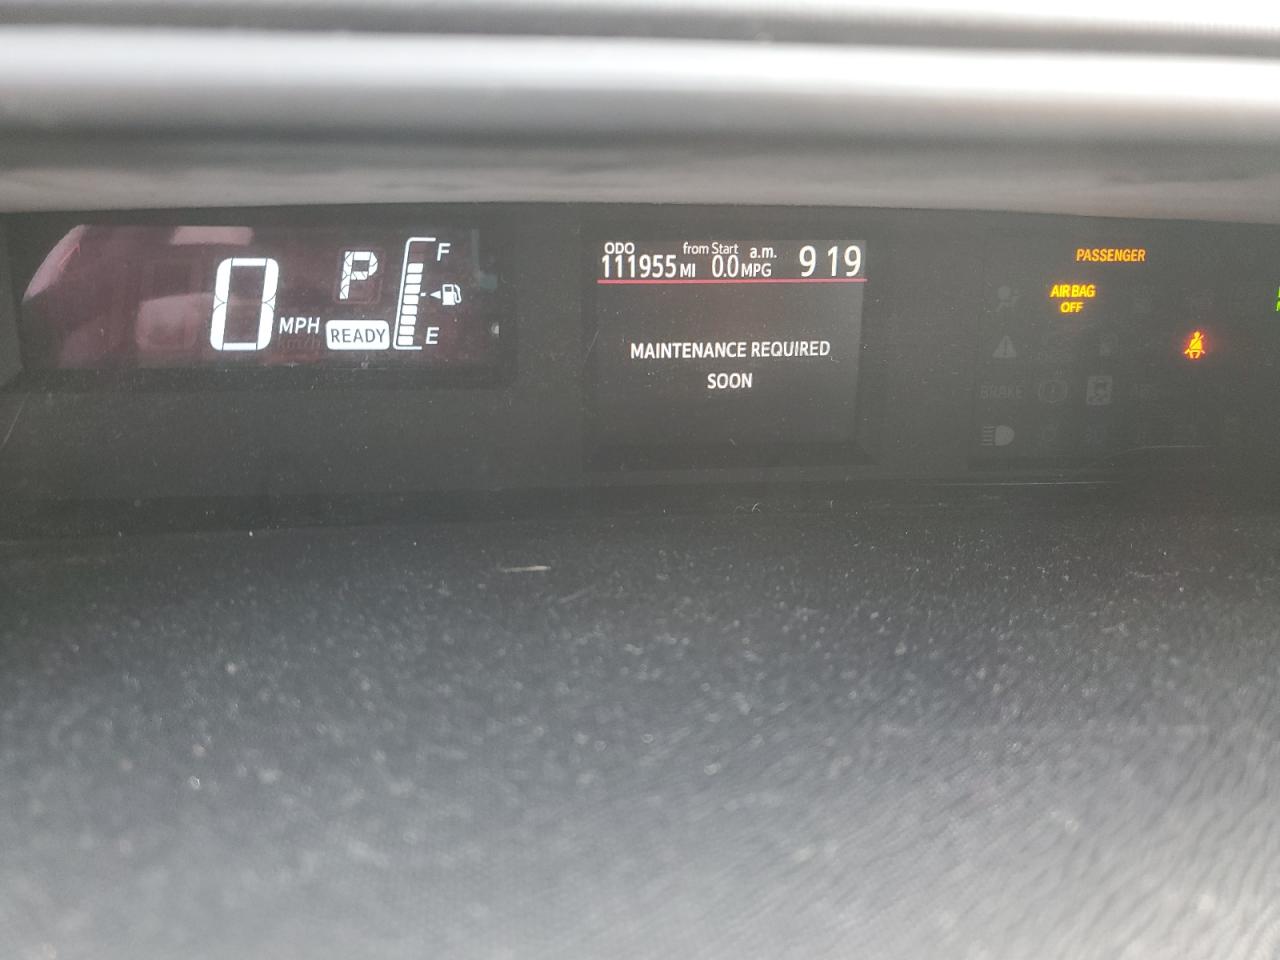 0 MPH
P
READY
F
E
ODO from Start a.m.
111955 MI 0.0 MPG 9 19
MAINTENANCE REQUIRED
SOON
PASSENGER
AIR BAG
OFF
BRAKE